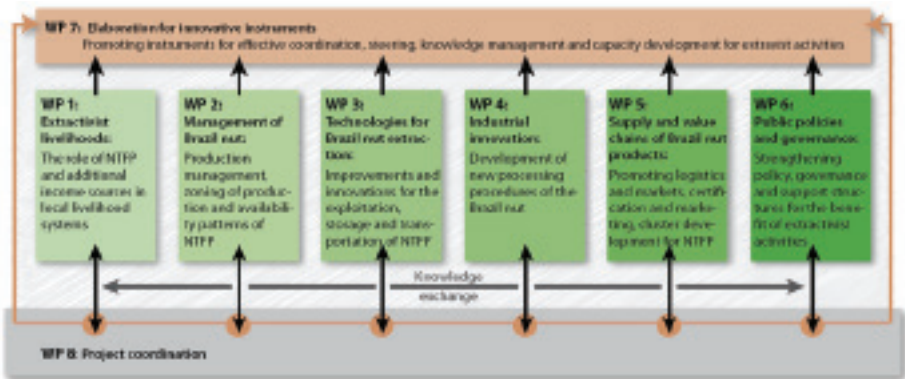 WP 7: Elaboration for innovative instruments
Promoting instruments for effective coordination, steering, knowledge management and capacity development for extractivist activities
WP 1:
Extractivist
livelihoods:
The role of NTFP
and additional
income sources in
local livelihood
systems
WP 2:
Management of
Brazil nut:
Production
management,
zoning of produc-
tion and availabil-
ity patterns of
NTFP
WP 3:
Technologies for
Brazil nut extrac-
tion:
Improvements and
innovations for the
exploitation,
storage and trans-
portation of NTFP
WP 4:
Industrial
innovation:
Development of
new processing
procedures of the
Brazil nut
WP 5:
Supply and value
chains of Brazil nut
products:
Promoting logistics
and markets, certifi-
cation and marke-
ting, cluster deve-
lopment for NTFP
WP 6:
Public policies
and governance:
Strengthening
policy, governance
and support struc-
tures for the bene-
fit of extractivist
activities
Knowledge
exchange
WP 8: Project coordination